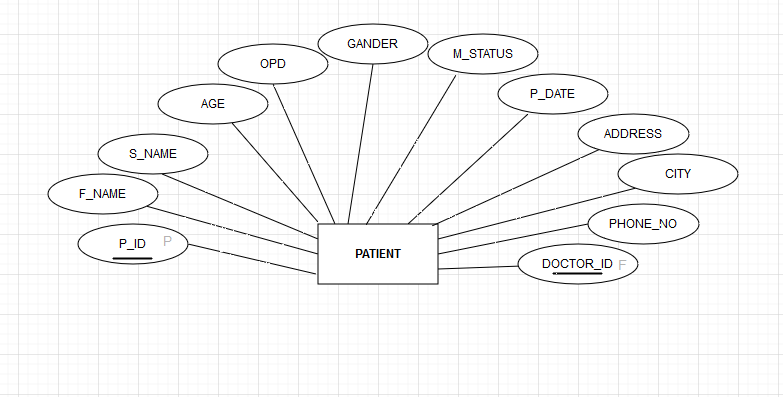 GANDER
M_STATUS
OPD
P_DATE
AGE
ADDRESS
S_NAME
CITY
F_NAME
PHONE_NO
P_ID P
PATIENT
DOCTOR_ID F